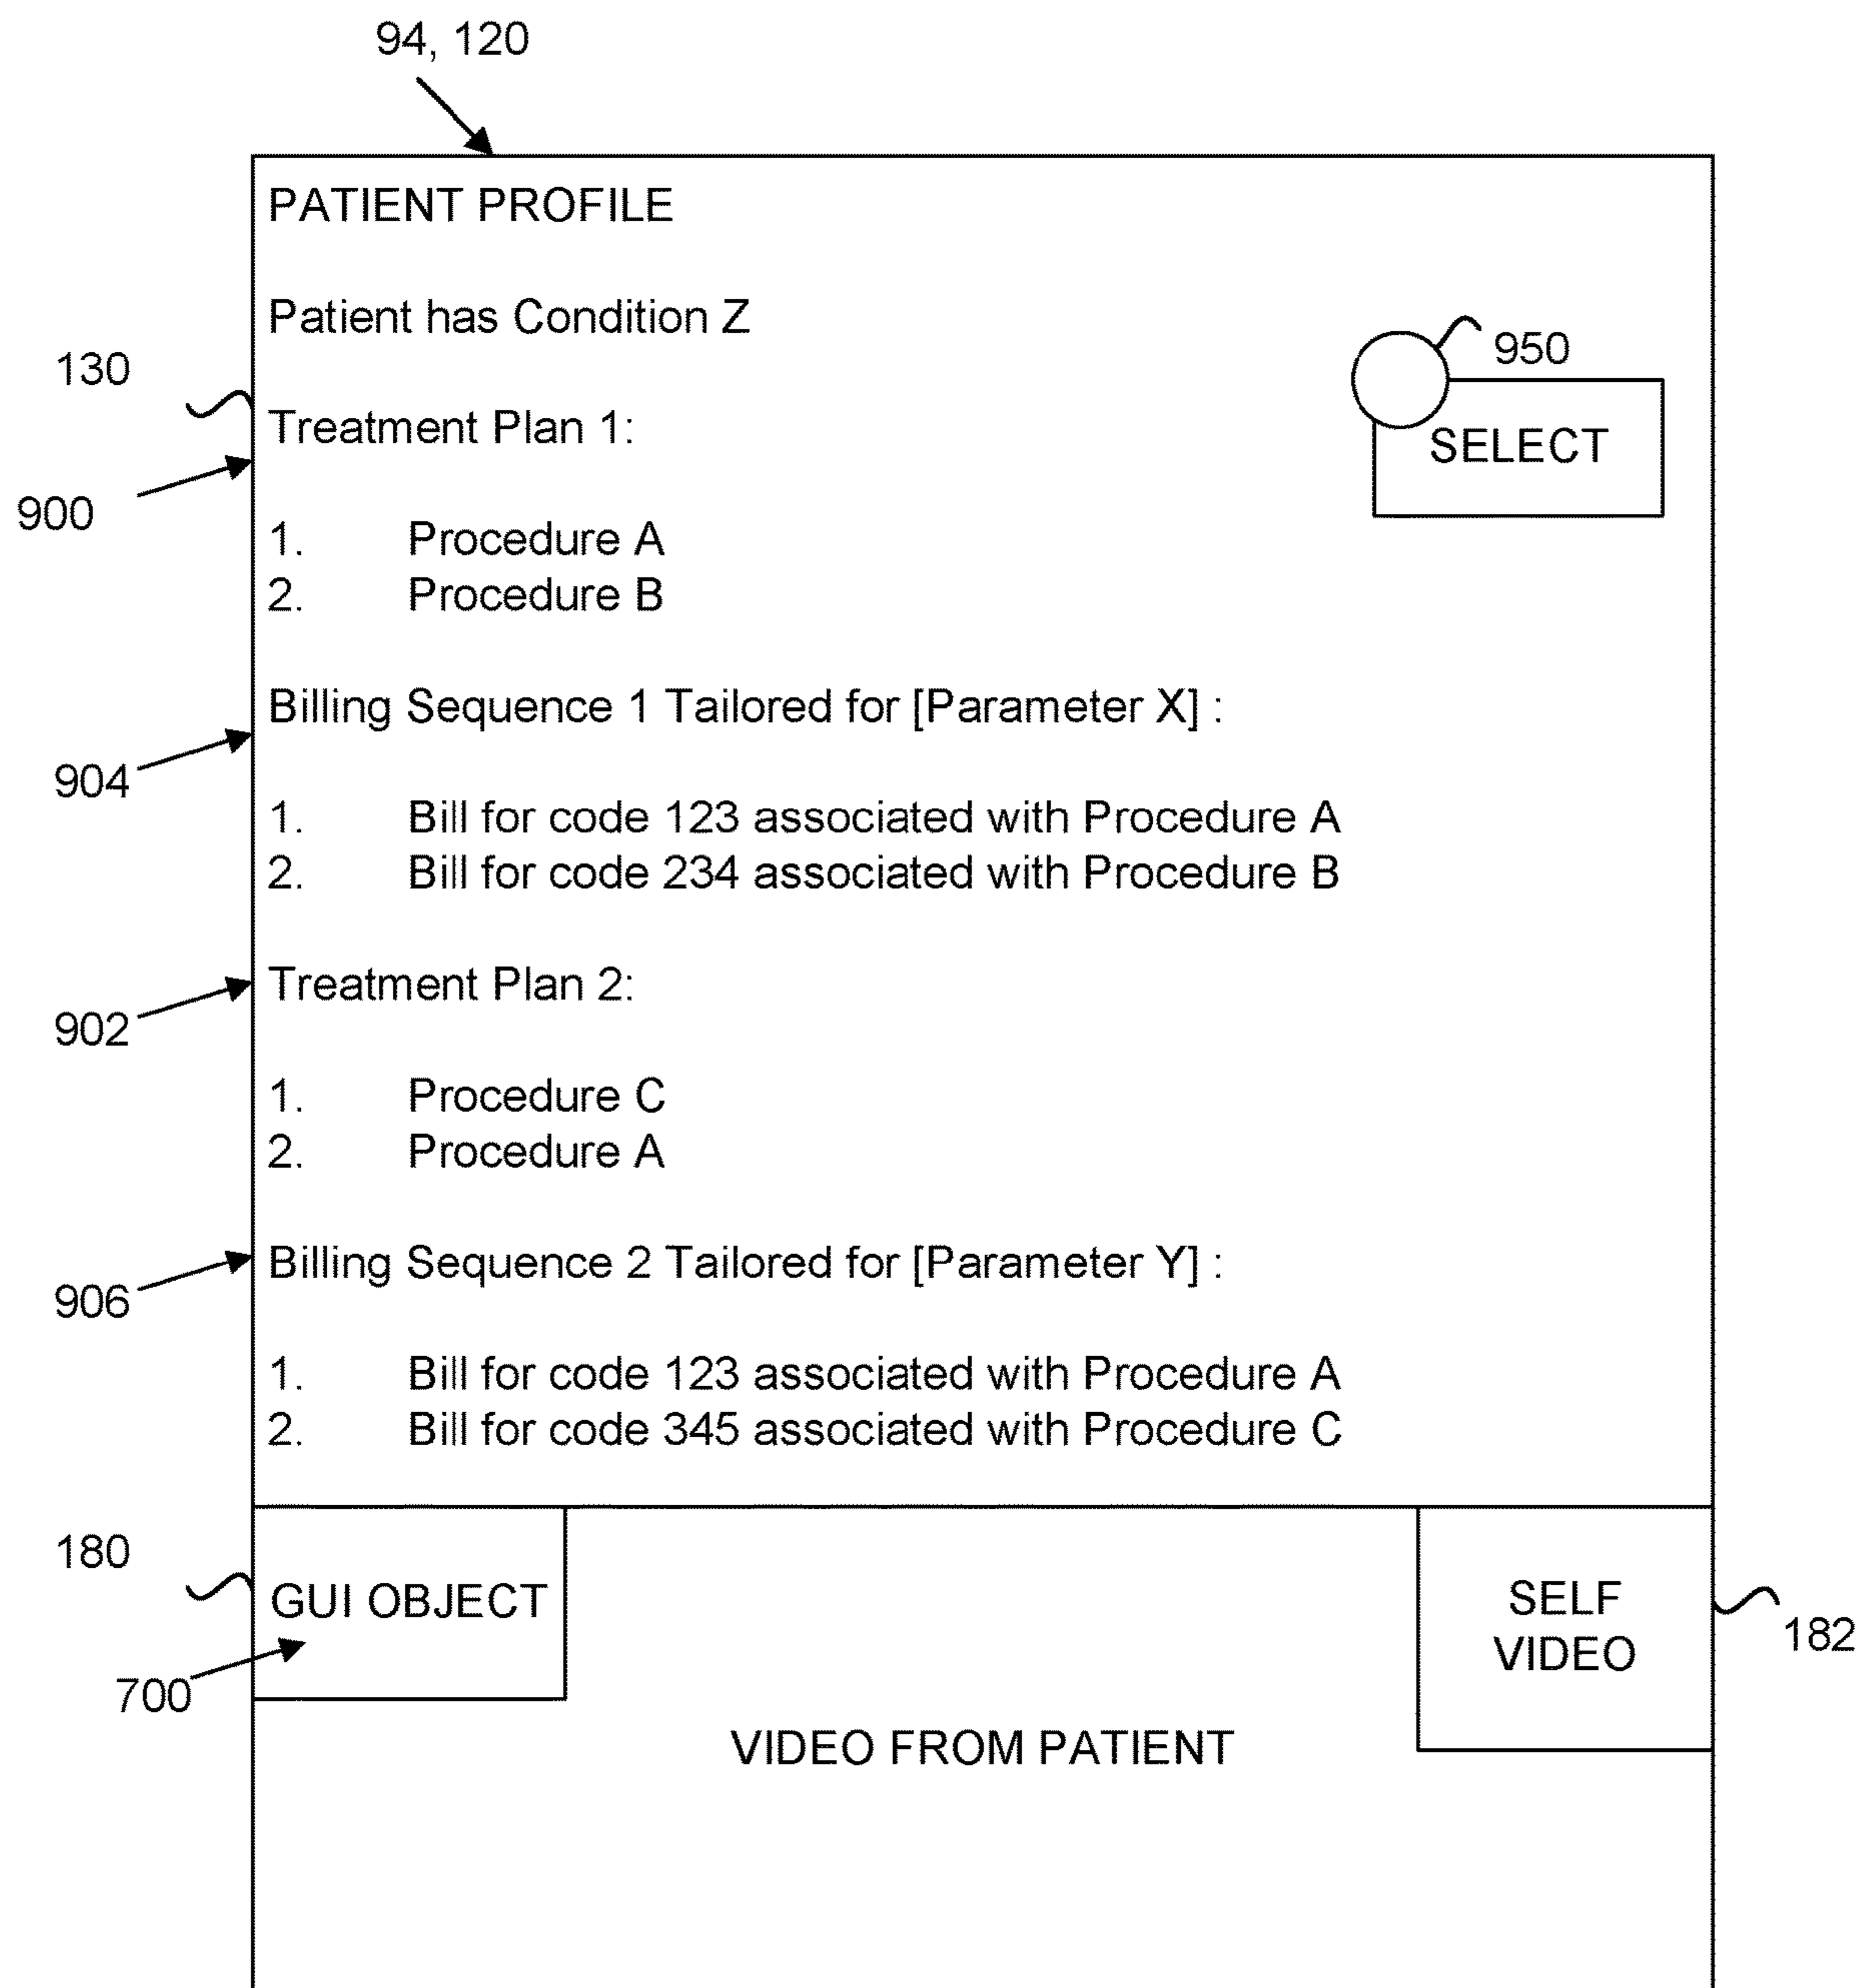 94, 120
PATIENT PROFILE
Patient has Condition Z
950
130
Treatment Plan 1:
SELECT
900
1. Procedure A
2. Procedure B
Billing Sequence 1 Tailored for [Parameter X] :
904
1. Bill for code 123 associated with Procedure A
2. Bill for code 234 associated with Procedure B
Treatment Plan 2:
902
1. Procedure C
2. Procedure A
Billing Sequence 2 Tailored for [Parameter Y] :
906
1. Bill for code 123 associated with Procedure A
2. Bill for code 345 associated with Procedure C
180
GUI OBJECT
SELF
VIDEO
182
700
VIDEO FROM PATIENT